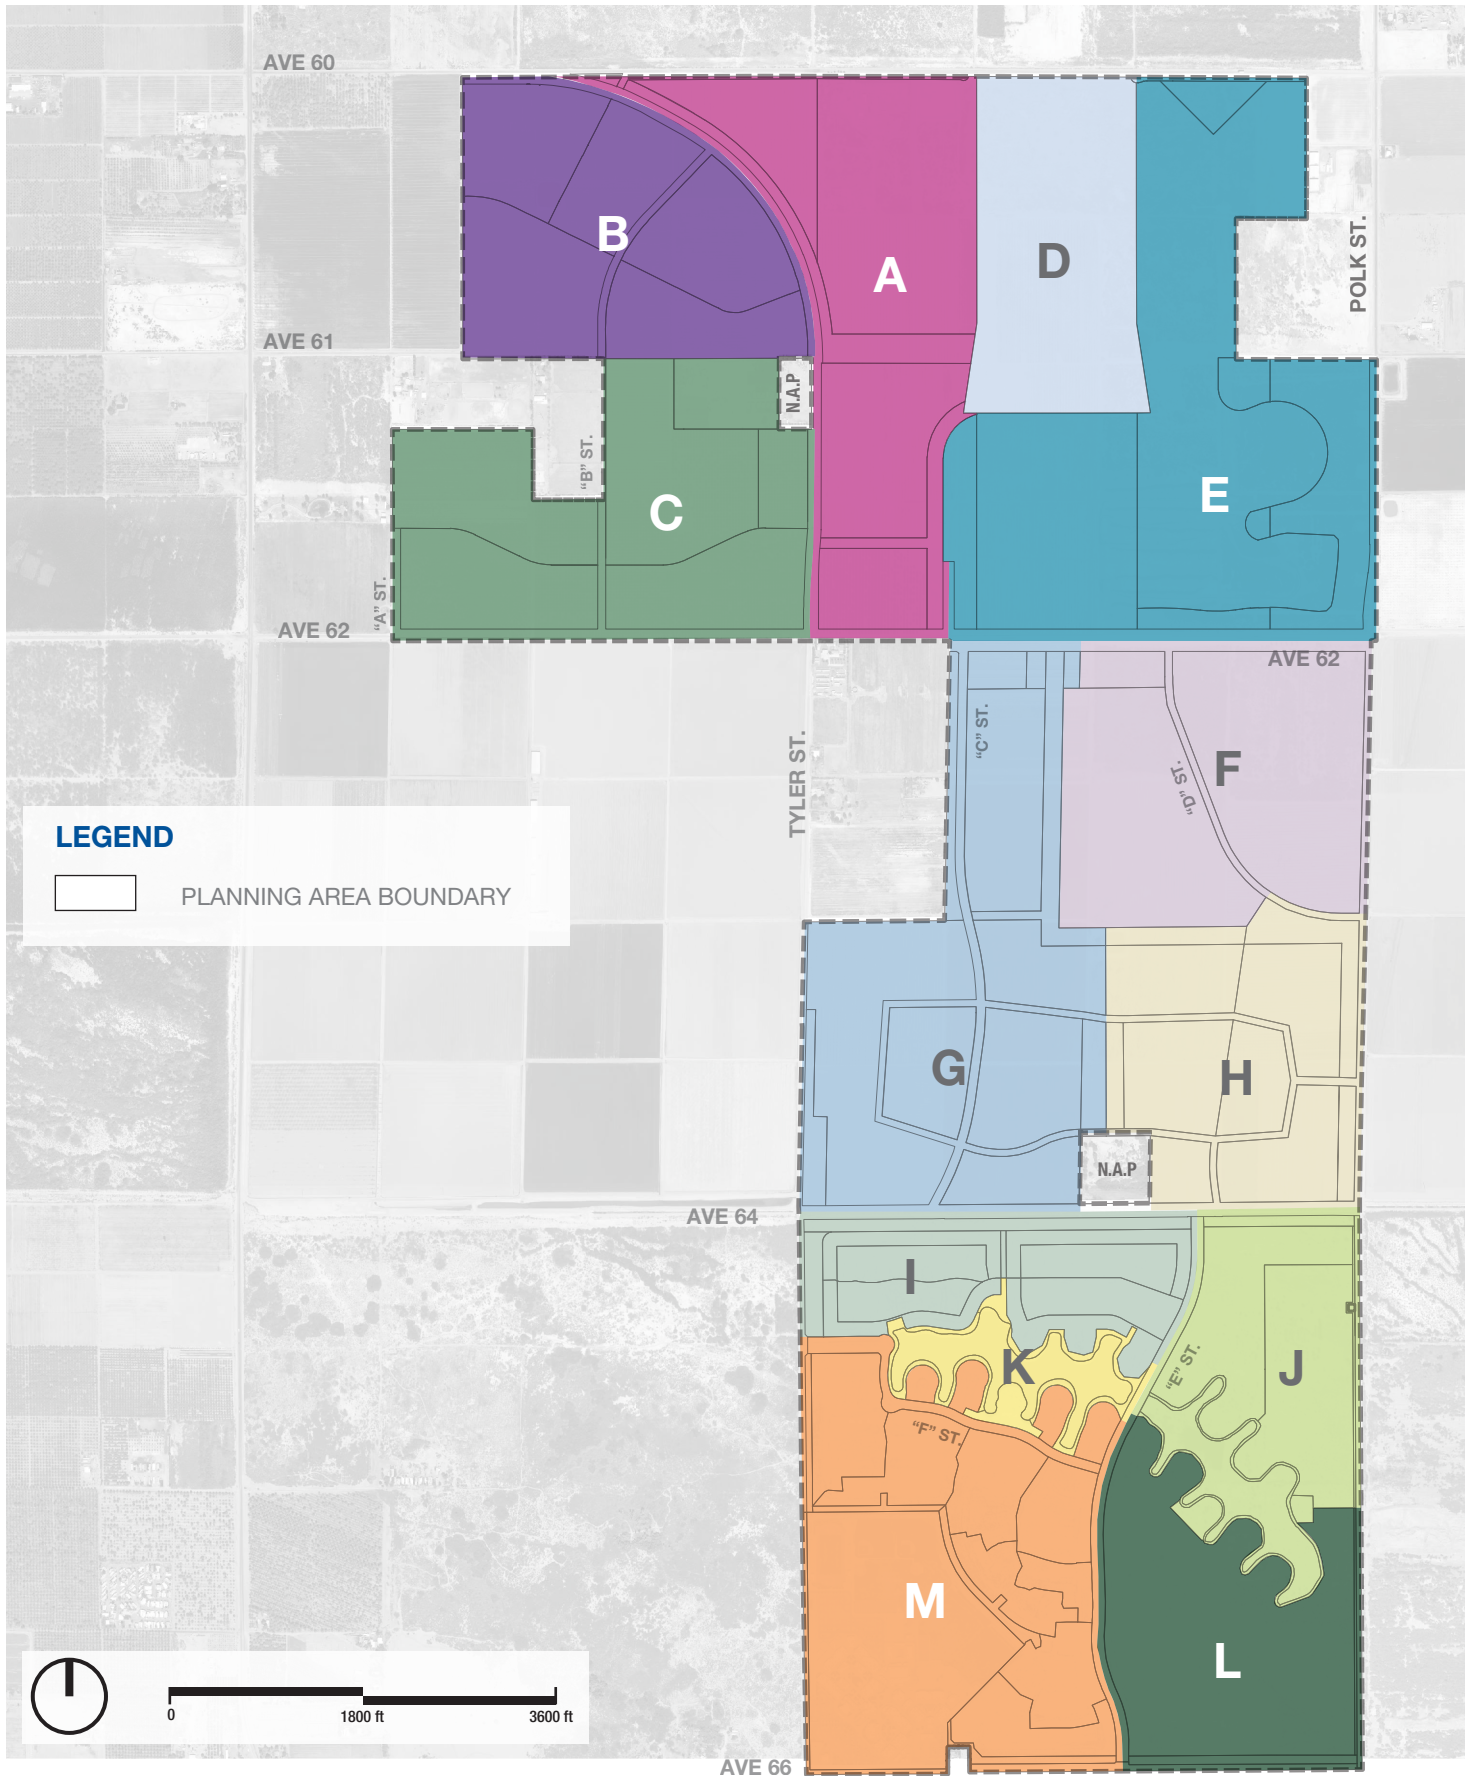 AVE 60
B
A
D
POLK ST.
AVE 61
N.A.P
"B" ST.
C
E
"A" ST.
AVE 62
AVE 62
"C" ST.
TYLER ST.
F
"D" ST.
LEGEND
PLANNING AREA BOUNDARY
G
H
N.A.P
AVE 64
I
K
"E" ST.
J
"F" ST.
M
L
0
1800 ft
3600 ft
AVE 66